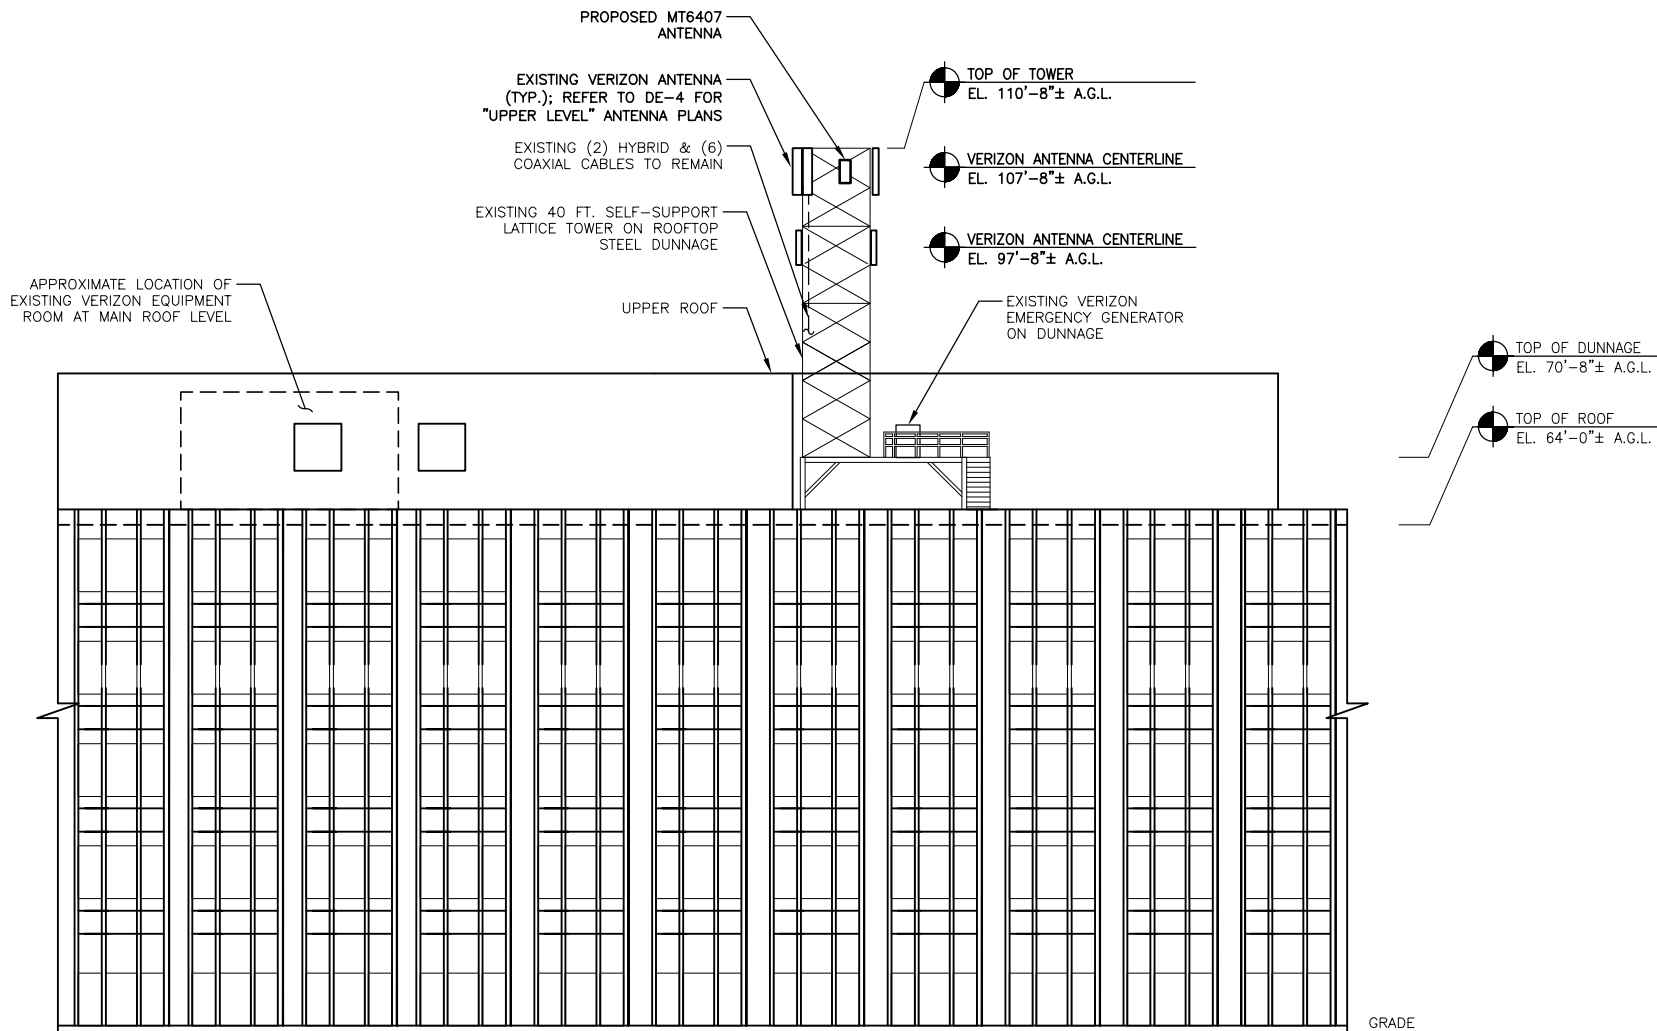 PROPOSED MT6407
ANTENNA
EXISTING VERIZON ANTENNA
(TYP.); REFER TO DE-4 FOR
"UPPER LEVEL" ANTENNA PLANS
EXISTING (2) HYBRID & (6)
COAXIAL CABLES TO REMAIN
EXISTING 40 FT. SELF-SUPPORT
LATTICE TOWER ON ROOFTOP
STEEL DUNNAGE
APPROXIMATE LOCATION OF
EXISTING VERIZON EQUIPMENT
ROOM AT MAIN ROOF LEVEL
UPPER ROOF
TOP OF TOWER
EL. 110'-8"± A.G.L.
VERIZON ANTENNA CENTERLINE
EL. 107'-8"± A.G.L.
VERIZON ANTENNA CENTERLINE
EL. 97'-8"± A.G.L.
EXISTING VERIZON
EMERGENCY GENERATOR
ON DUNNAGE
TOP OF DUNNAGE
EL. 70'-8"± A.G.L.
TOP OF ROOF
EL. 64'-0"± A.G.L.
GRADE